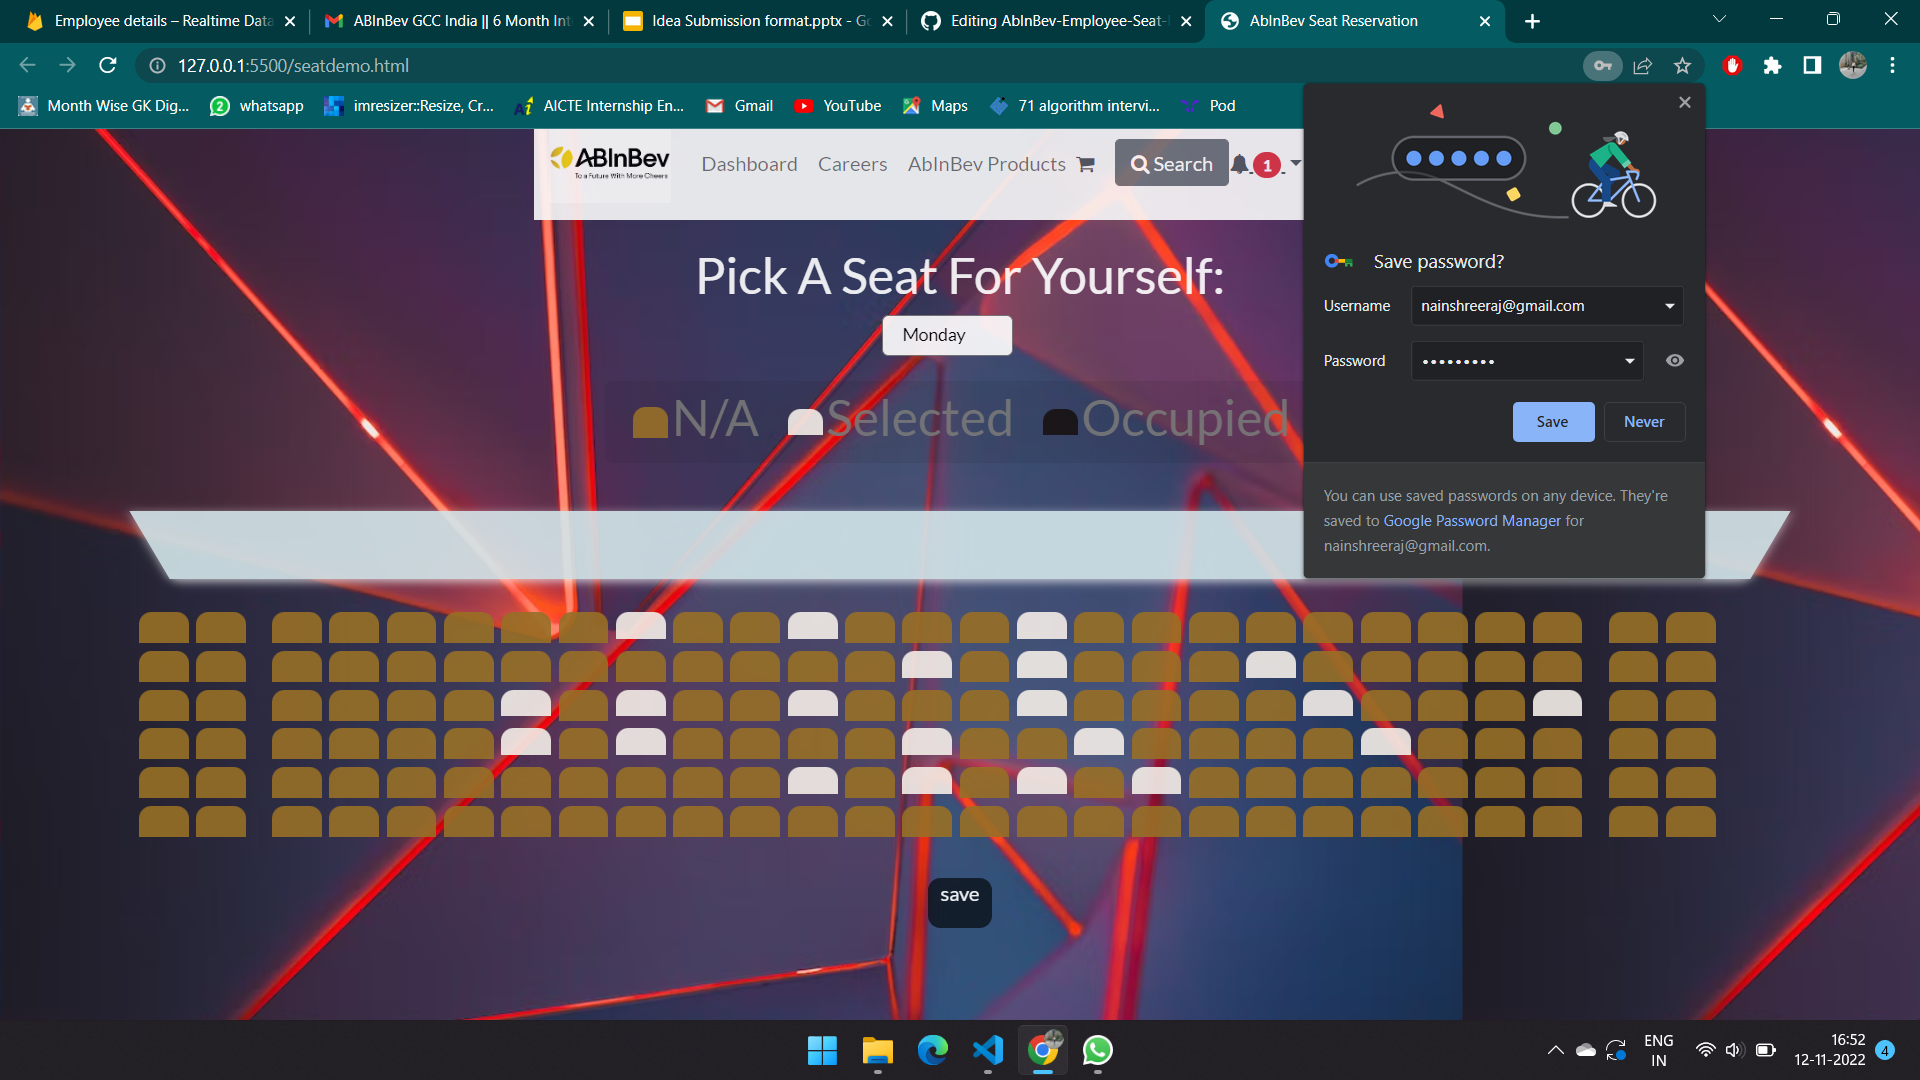 Employee details – Realtime Data
ABInBev GCC India || 6 Month Int
Idea Submission format.pptx - Go
Editing AbInBev-Employee-Seat-
AbInBev Seat Reservation
127.0.0.1:5500/seatdemo.html
Month Wise GK Dig...
whatsapp
imresizer::Resize, Cr...
AICTE Internship En...
Gmail
YouTube
Maps
71 algorithm intervi...
Pod
ABInBev
To a Future With More Cheers
Dashboard
Careers
AbInBev Products
Search
1
Pick A Seat For Yourself:
Monday
N/A
Selected
Occupied
save
Save password?
Username
nainshreeraj@gmail.com
Password
•••••••••
Save
Never
You can use saved passwords on any device. They're
saved to Google Password Manager for
nainshreeraj@gmail.com.
ENG
IN
16:52
12-11-2022
4